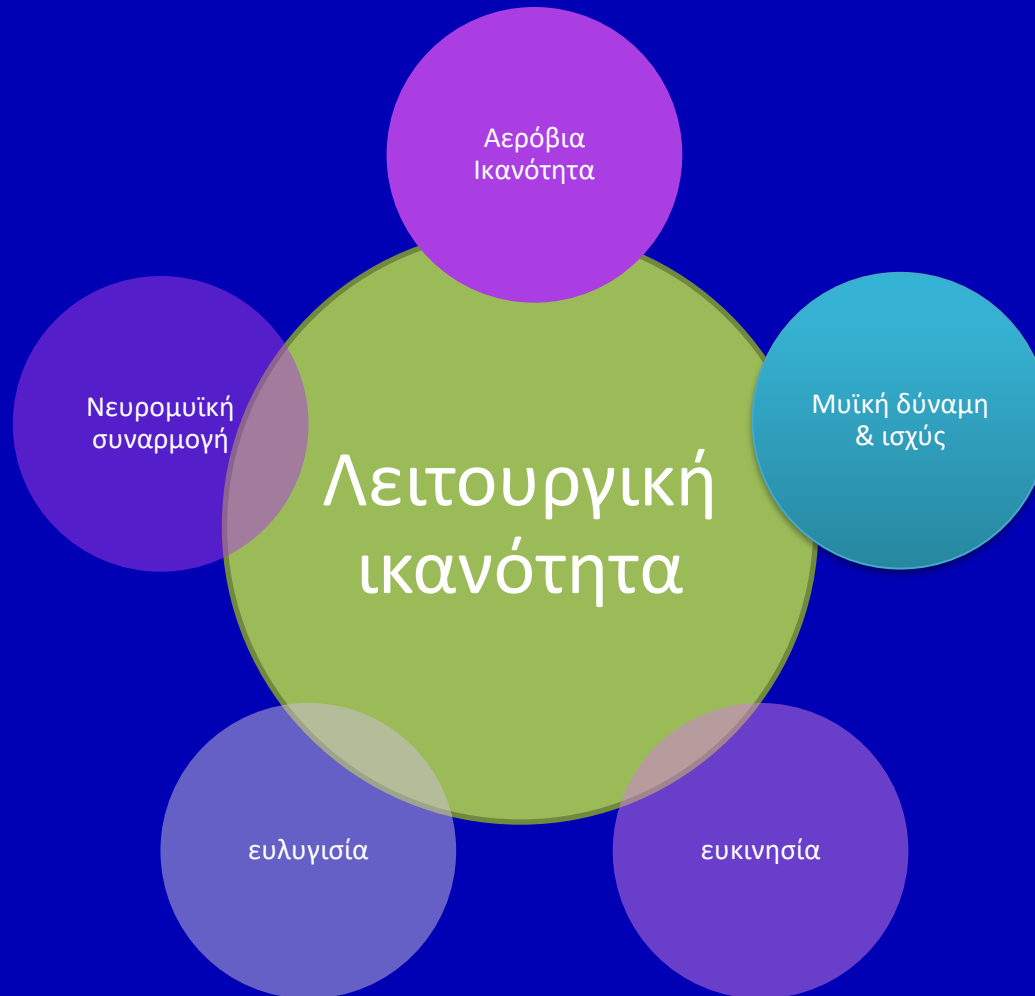 Αερόβια
Ικανότητα
Μυϊκή δύναμη
& ισχύς
Νευρομυϊκή
συναρμογή
Λειτουργική
ικανότητα
ευλυγισία
ευκινησία